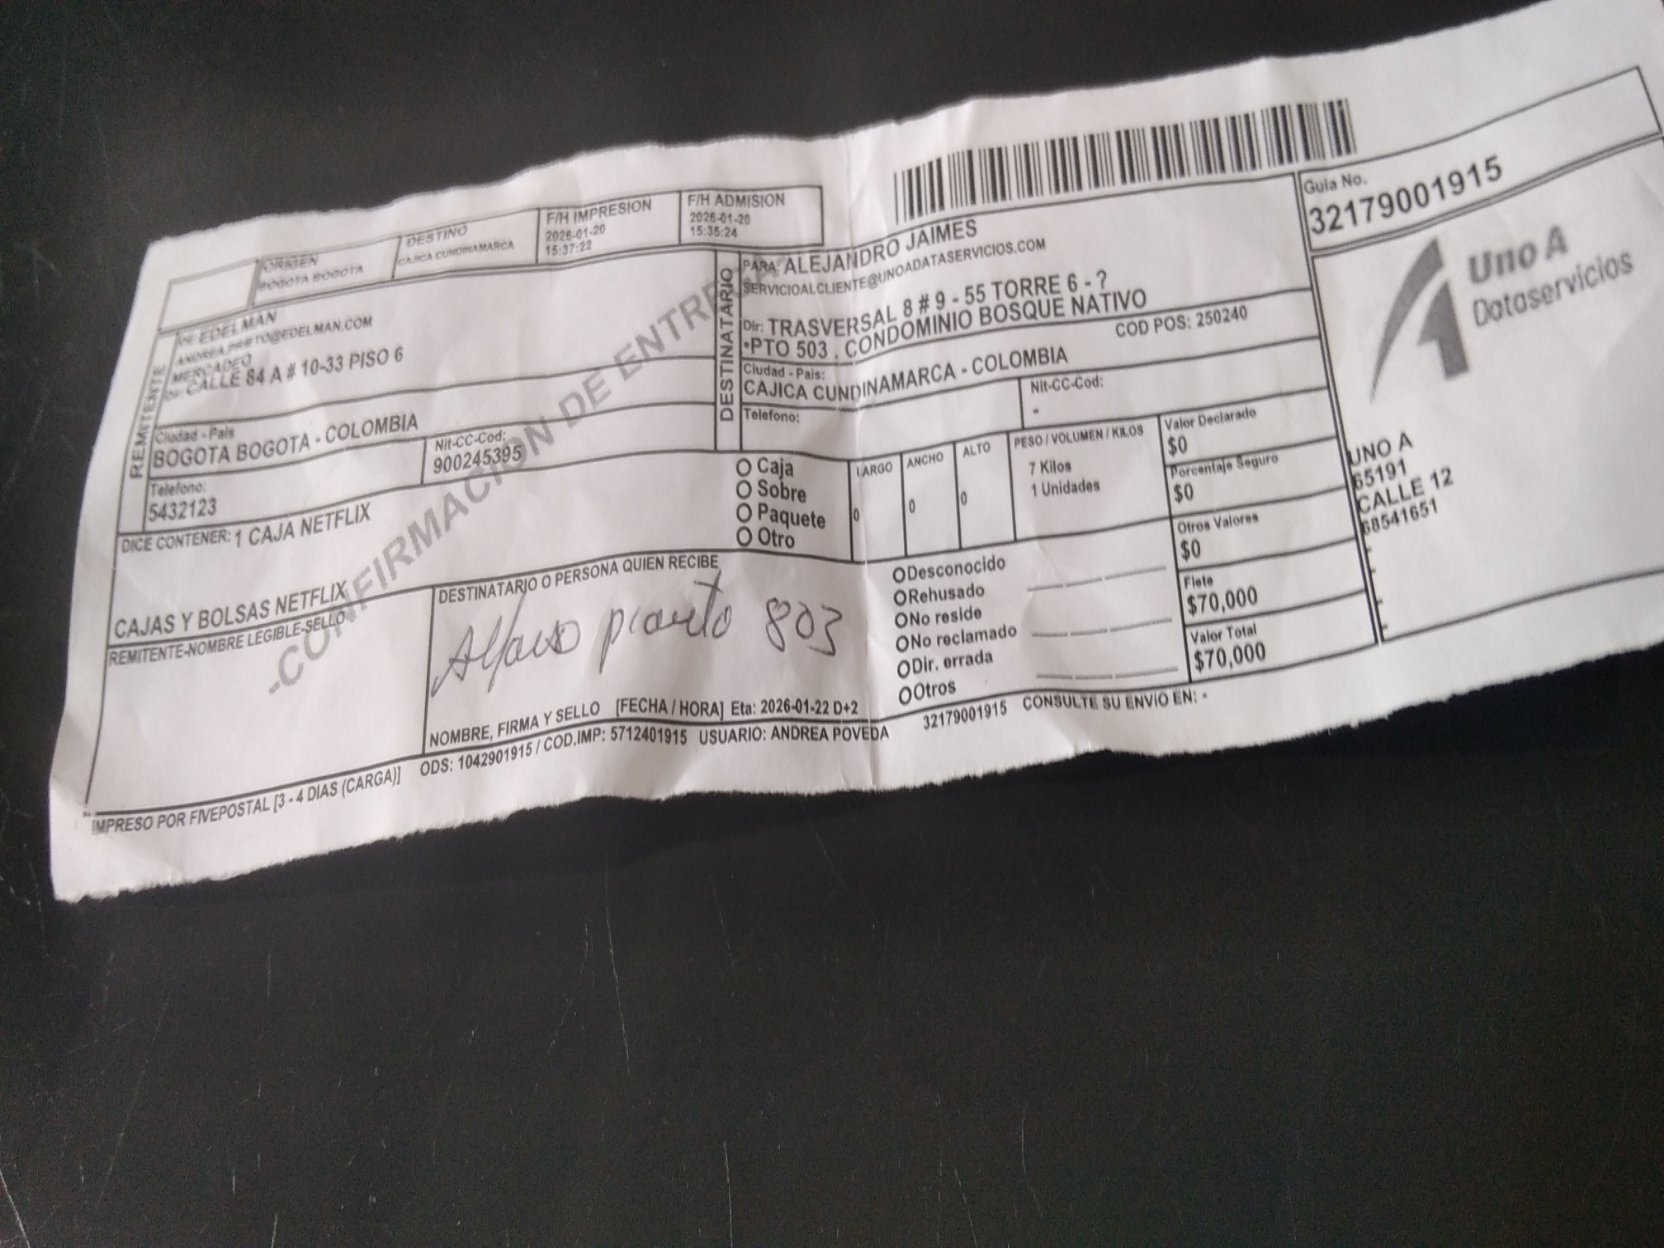 ORIGEN
BOGOTA BOGOTA
DESTINO
CAJICA CUNDINAMARCA
F/H IMPRESION
2026-01-20
15:37:22
F/H ADMISION
2026-01-20
15:35:24
Guia No.
32179001915
REMITENTE
De: EDELMAN
ANDREA.PRIETO@EDELMAN.COM
MERCADEO
Dir: CALLE 84 A # 10-33 PISO 6
Ciudad - Pais
BOGOTA BOGOTA - COLOMBIA
Nit-CC-Cod:
900245395
Telefono:
5432123
DICE CONTENER: 1 CAJA NETFLIX
CAJAS Y BOLSAS NETFLIX
REMITENTE-NOMBRE LEGIBLE-SELLO
DESTINATARIO
PARA: ALEJANDRO JAIMES
SERVICIOALCLIENTE@UNOADATASERVICIOS.COM
Dir: TRASVERSAL 8 # 9 - 55 TORRE 6 - ?
PTO 503 . CONDOMINIO BOSQUE NATIVO
COD POS: 250240
Ciudad - Pais:
CAJICA CUNDINAMARCA - COLOMBIA
Telefono:
Nit-CC-Cod:
-
Caja
Sobre
Paquete
Otro
LARGO
0
ANCHO
0
ALTO
0
PESO / VOLUMEN / KILOS
7 Kilos
1 Unidades
Valor Declarado
$0
Porcentaje Seguro
$0
Otros Valores
$0
Flete
$70,000
Valor Total
$70,000
DESTINATARIO O PERSONA QUIEN RECIBE
803
NOMBRE, FIRMA Y SELLO [FECHA / HORA] Eta: 2026-01-22 D+2
Desconocido
Rehusado
No reside
No reclamado
Dir. errada
Otros
Uno A
Dataservicios
UNO A
65191
CALLE 12
68541651
IMPRESO POR FIVEPOSTAL [3 - 4 DIAS (CARGA)] ODS: 1042901915 / COD.IMP: 5712401915 USUARIO: ANDREA POVEDA 32179001915 CONSULTE SU ENVIO EN: -